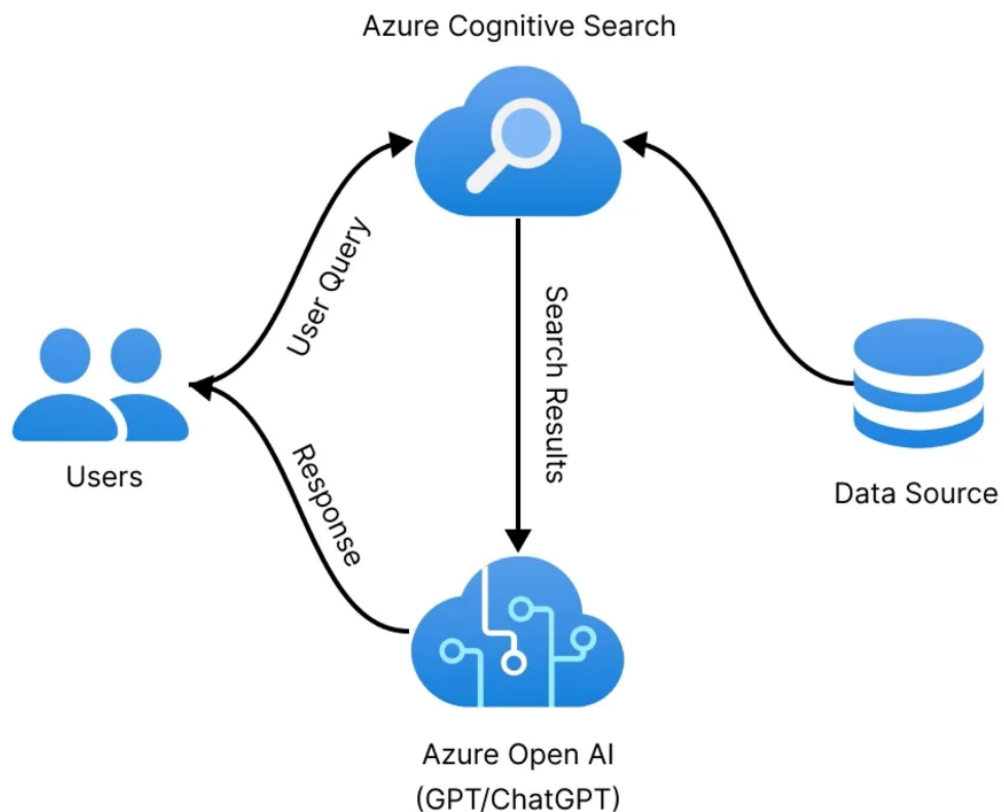 Azure Cognitive Search
User Query
Search Results
Users
Response
Data Source
Azure Open AI
(GPT/ChatGPT)